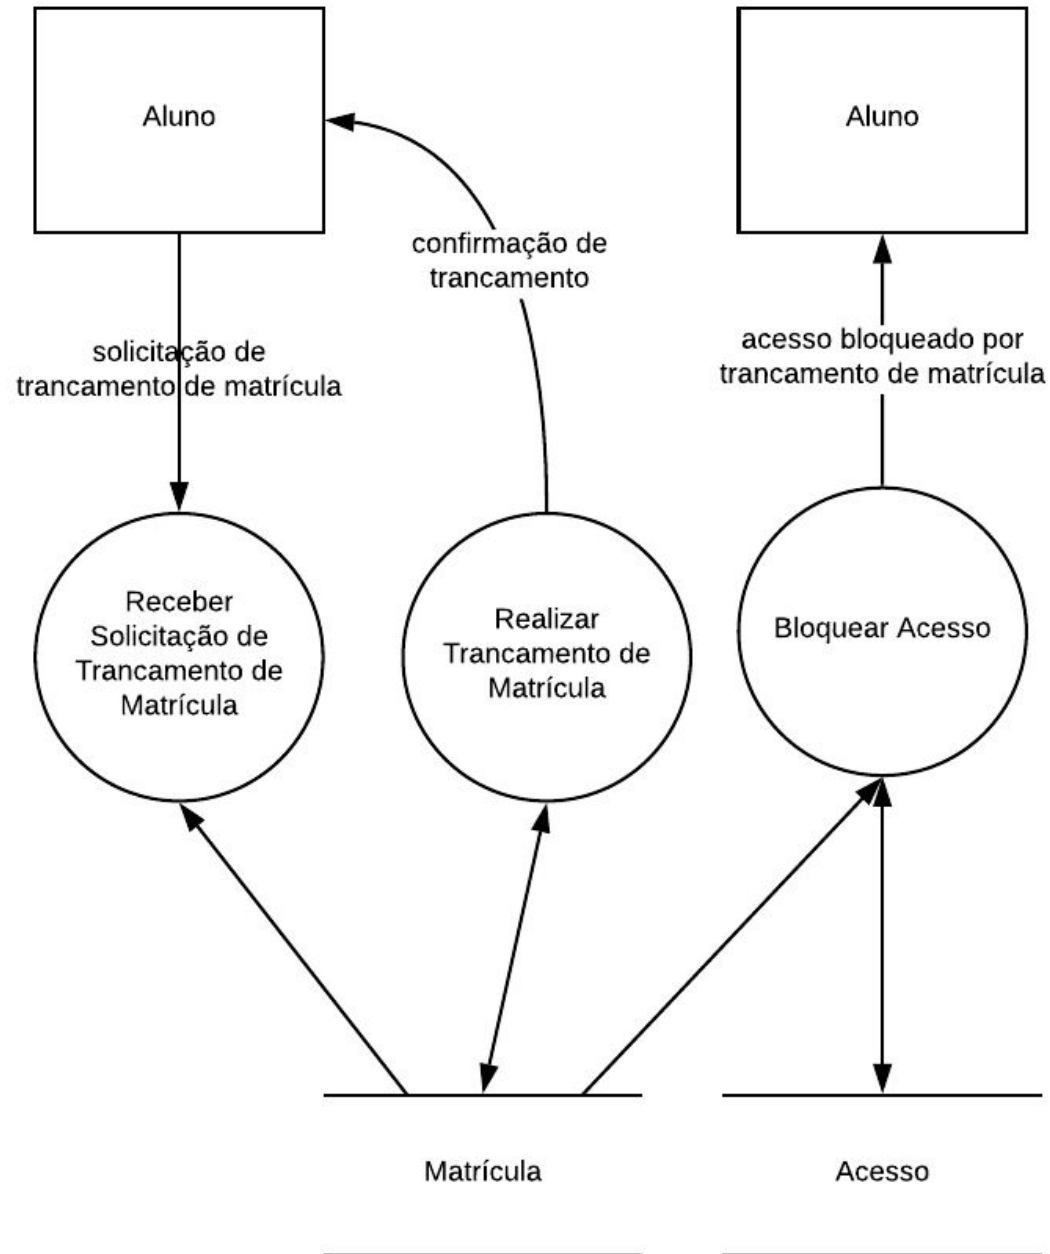 Aluno
Aluno
confirmação de
trancamento
solicitação de
trancamento de matrícula
acesso bloqueado por
trancamento de matrícula
Receber
Solicitação de
Trancamento de
Matrícula
Realizar
Trancamento de
Matrícula
Bloquear Acesso
Matrícula
Acesso